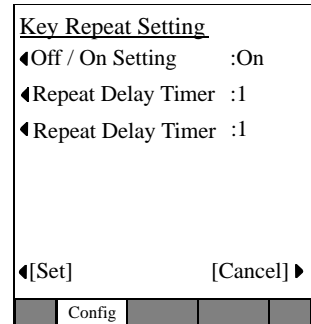 Key Repeat Setting
Off / On Setting :On
Repeat Delay Timer :1
Repeat Delay Timer :1
[Set] [Cancel]
Config